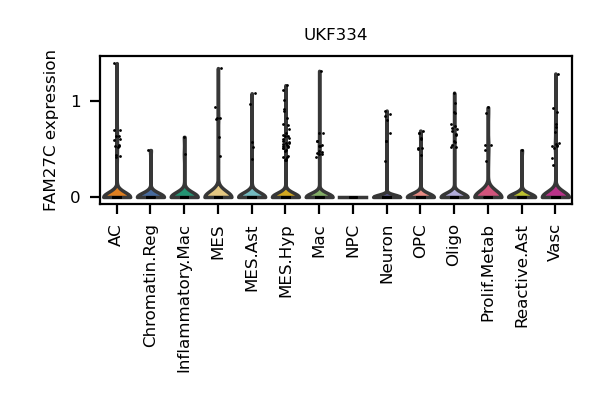 UKF334
FAM27C expression
1
0
AC
Chromatin.Reg
Inflammatory.Mac
MES
MES.Ast
MES.Hyp
Mac
NPC
Neuron
OPC
Oligo
Prolif.Metab
Reactive.Ast
Vasc